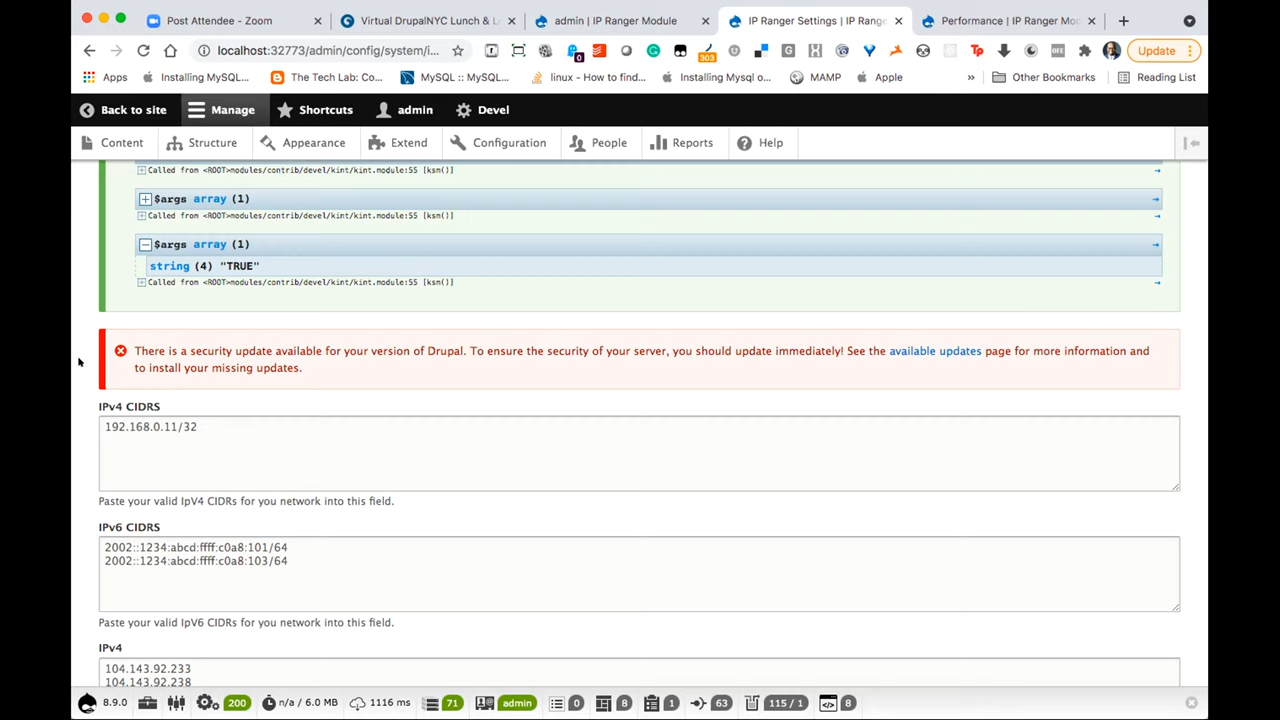 Post Attendee - Zoom
Virtual DrupalNYC Lunch & L
admin | IP Ranger Module
IP Ranger Settings | IP Range
Performance | IP Ranger Mo
localhost:32773/admin/config/system/i...
0
303
Update
Apps
Installing MySQL...
The Tech Lab: Co...
MySQL :: MySQL...
linux - How to find...
Installing Mysql o...
MAMP
Apple
»
Other Bookmarks
Reading List
Back to site
Manage
Shortcuts
admin
Devel
Content
Structure
Appearance
Extend
Configuration
People
Reports
Help
Called from <ROOT>modules/contrib/devel/kint/kint.module:55 [ksm()]
$args array (1)
Called from <ROOT>modules/contrib/devel/kint/kint.module:55 [ksm()]
$args array (1)
string (4) "TRUE"
Called from <ROOT>modules/contrib/devel/kint/kint.module:55 [ksm()]
There is a security update available for your version of Drupal. To ensure the security of your server, you should update immediately! See the available updates page for more information and
to install your missing updates.
IPv4 CIDRS
192.168.0.11/32
Paste your valid IpV4 CIDRs for you network into this field.
IPv6 CIDRS
2002::1234:abcd:ffff:c0a8:101/64
2002::1234:abcd:ffff:c0a8:103/64
Paste your valid IpV6 CIDRs for you network into this field.
IPv4
104.143.92.233
104.143.92.238
8.9.0
200
n/a / 6.0 MB
1116 ms
71
admin
0
8
1
63
115 / 1
8